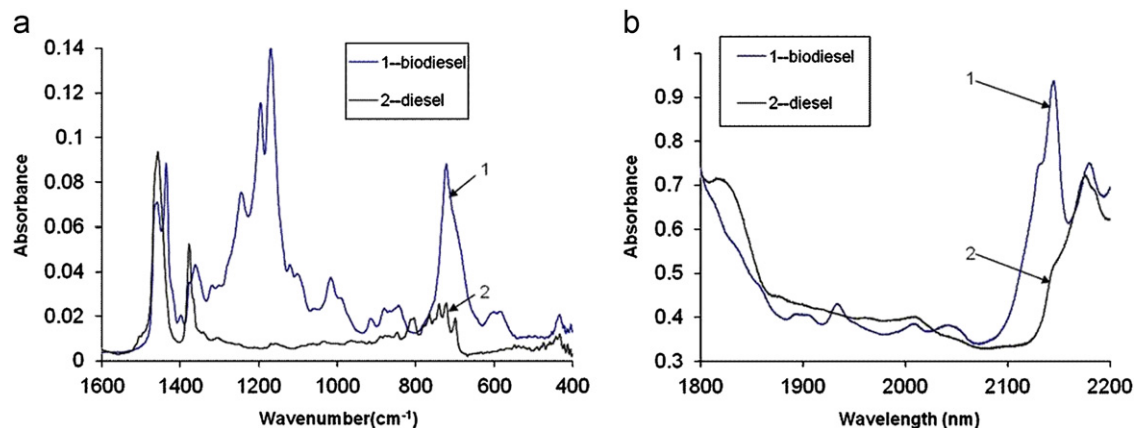 a
0.14
0.12
0.1
0.08
0.06
0.04
0.02
0
Absorbance
1600 1400 1200 1000 800 600 400
Wavenumber(cm⁻¹)
1--biodiesel
2--diesel
1
2
b
1
0.9
0.8
0.7
0.6
0.5
0.4
0.3
Absorbance
1800 1900 2000 2100 2200
Wavelength (nm)
1--biodiesel
2--diesel
1
2